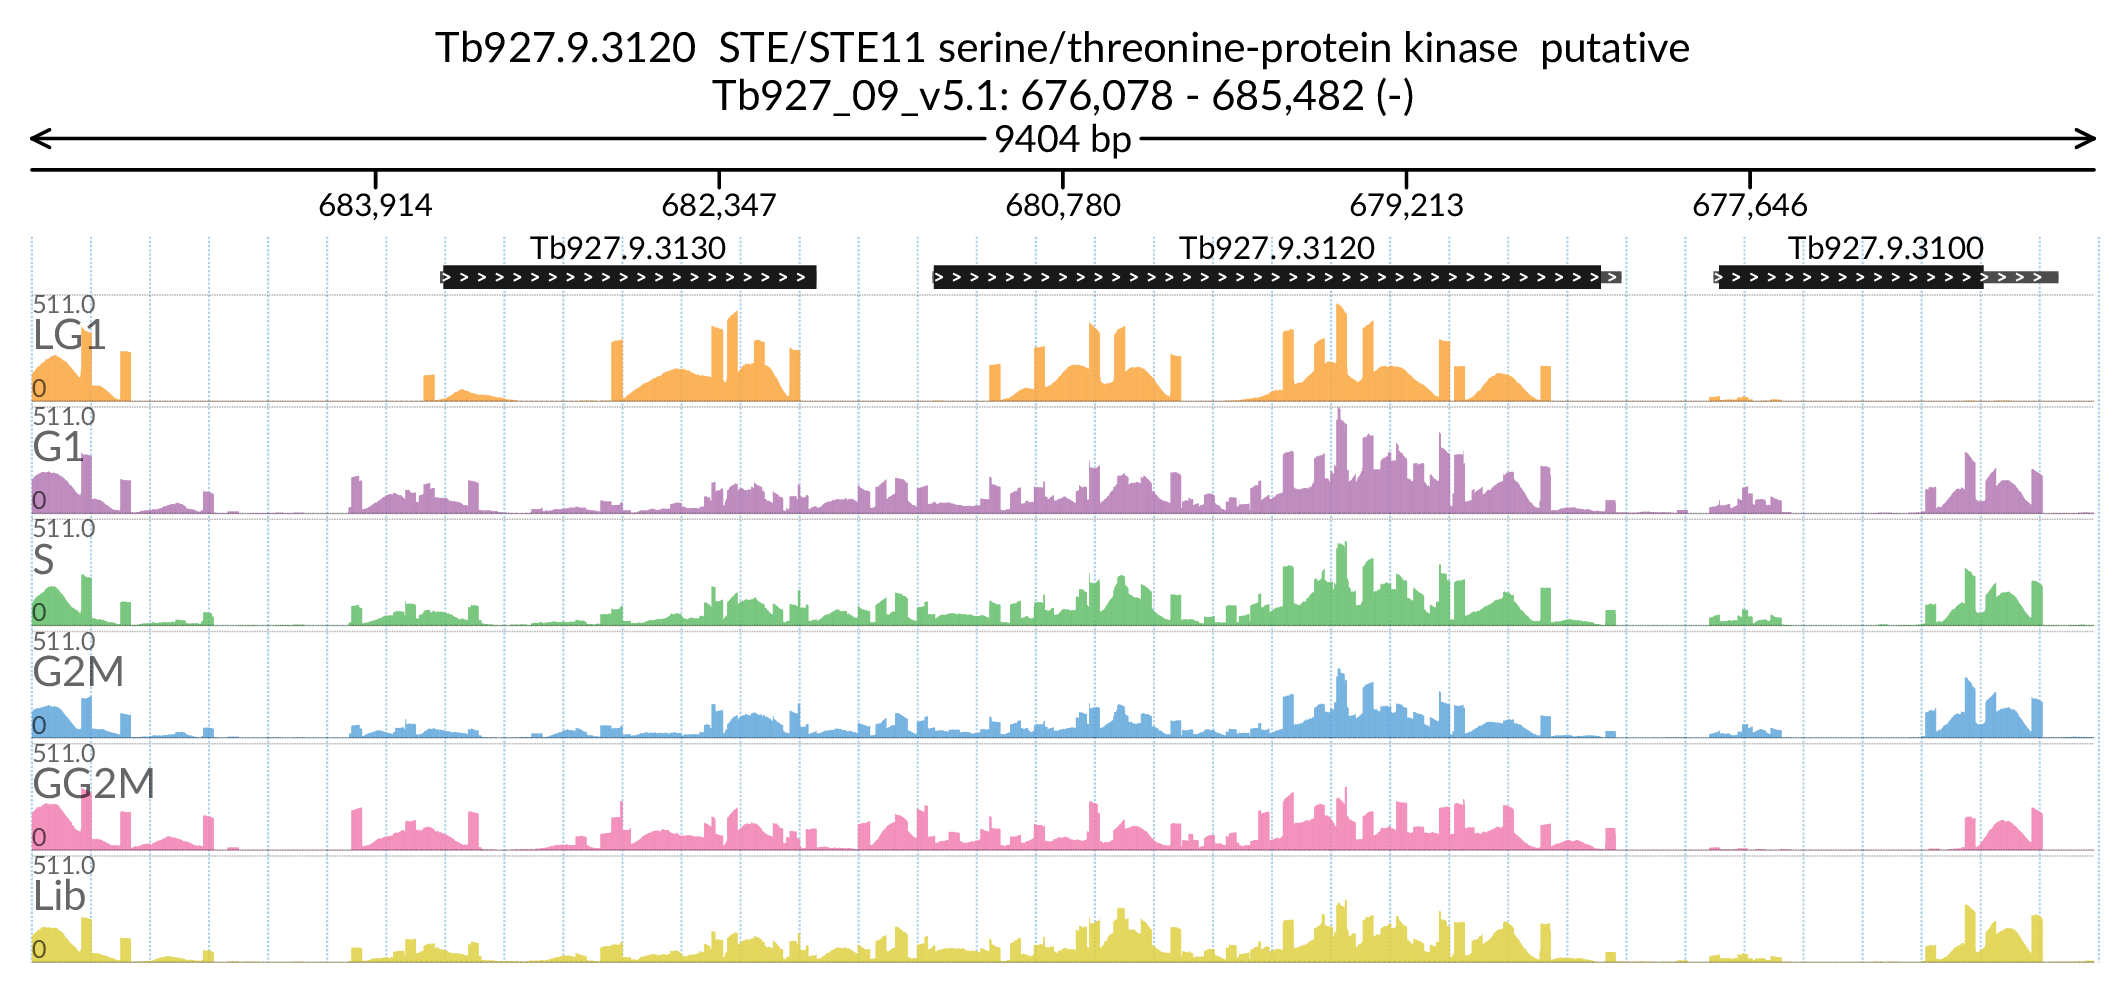 Tb927.9.3120  STE/STE11 serine/threonine-protein kinase  putative
Tb927_09_v5.1: 676,078 - 685,482 (-)
9404 bp
683,914 682,347 680,780 679,213 677,646
Tb927.9.3130 Tb927.9.3120 Tb927.9.3100
511.0
LG1
0
511.0
G1
0
511.0
S
0
511.0
G2M
0
511.0
GG2M
0
511.0
Lib
0